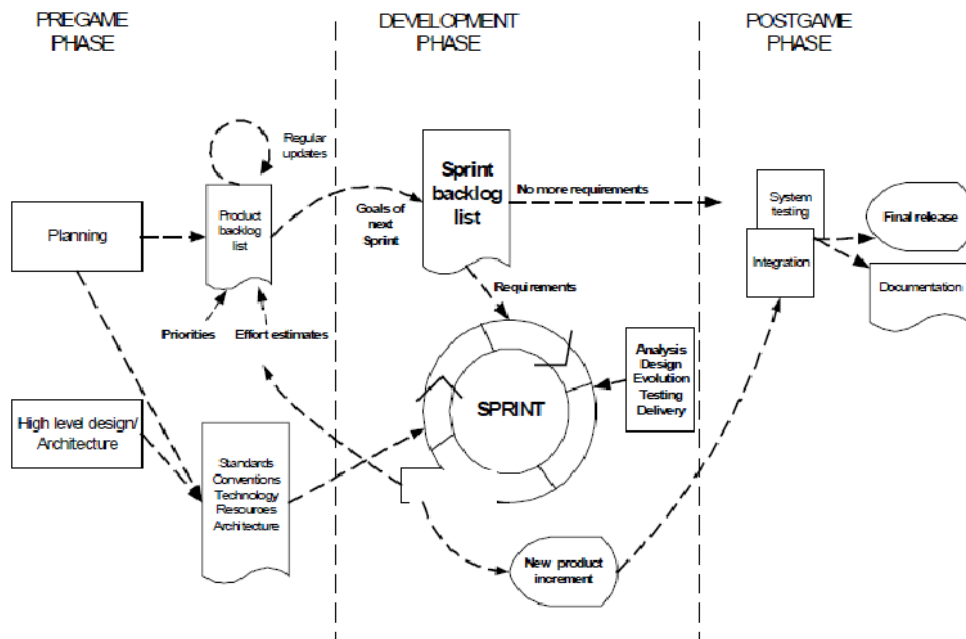 PREGAME
PHASE
DEVELOPMENT
PHASE
POSTGAME
PHASE
Regular
updates
Planning
Product
backlog
list
Goals of
next
Sprint
Sprint
backlog
list
No more requirements
System
testing
Integration
Final release
Documentation
Priorities
Effort estimates
Requirements
SPRINT
Analysis
Design
Evolution
Testing
Delivery
High level design/
Architecture
Standards
Conventions
Technology
Resources
Architecture
New product
increment